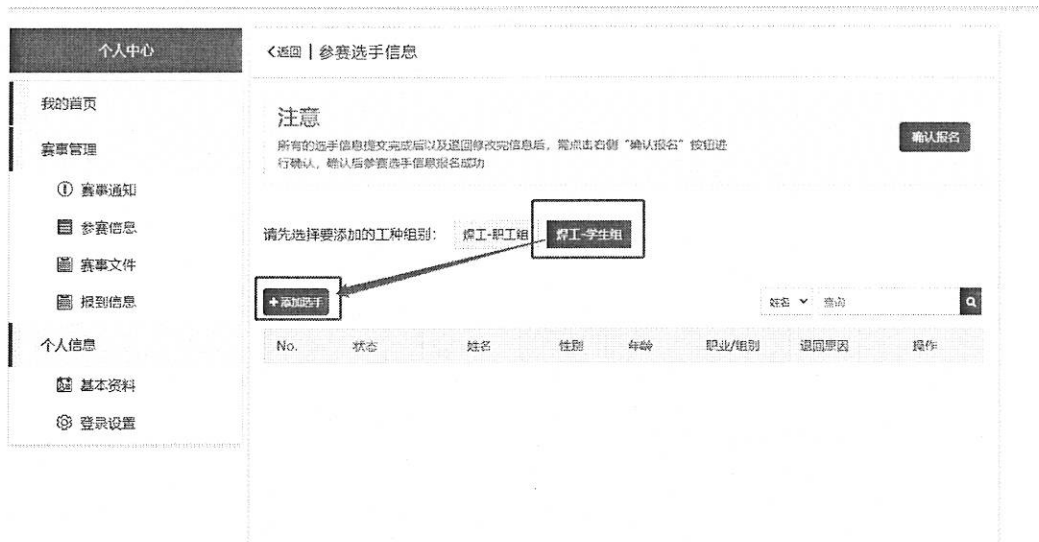 个人中心
<返回 | 参赛选手信息
我的首页
赛事管理
赛事通知
参赛信息
赛事文件
报到信息
个人信息
基本资料
登录设置
注意
所有的选手信息提交完成后以及退回修改完信息后，需点击右侧“确认报名”按钮进
行确认，确认后参赛选手信息报名成功
确认报名
请先选择要添加的工种组别： 焊工-职工组 焊工-学生组
+添加选手
姓名 查询
No. 状态 姓名 性别 年龄 职业/组别 退回原因 操作